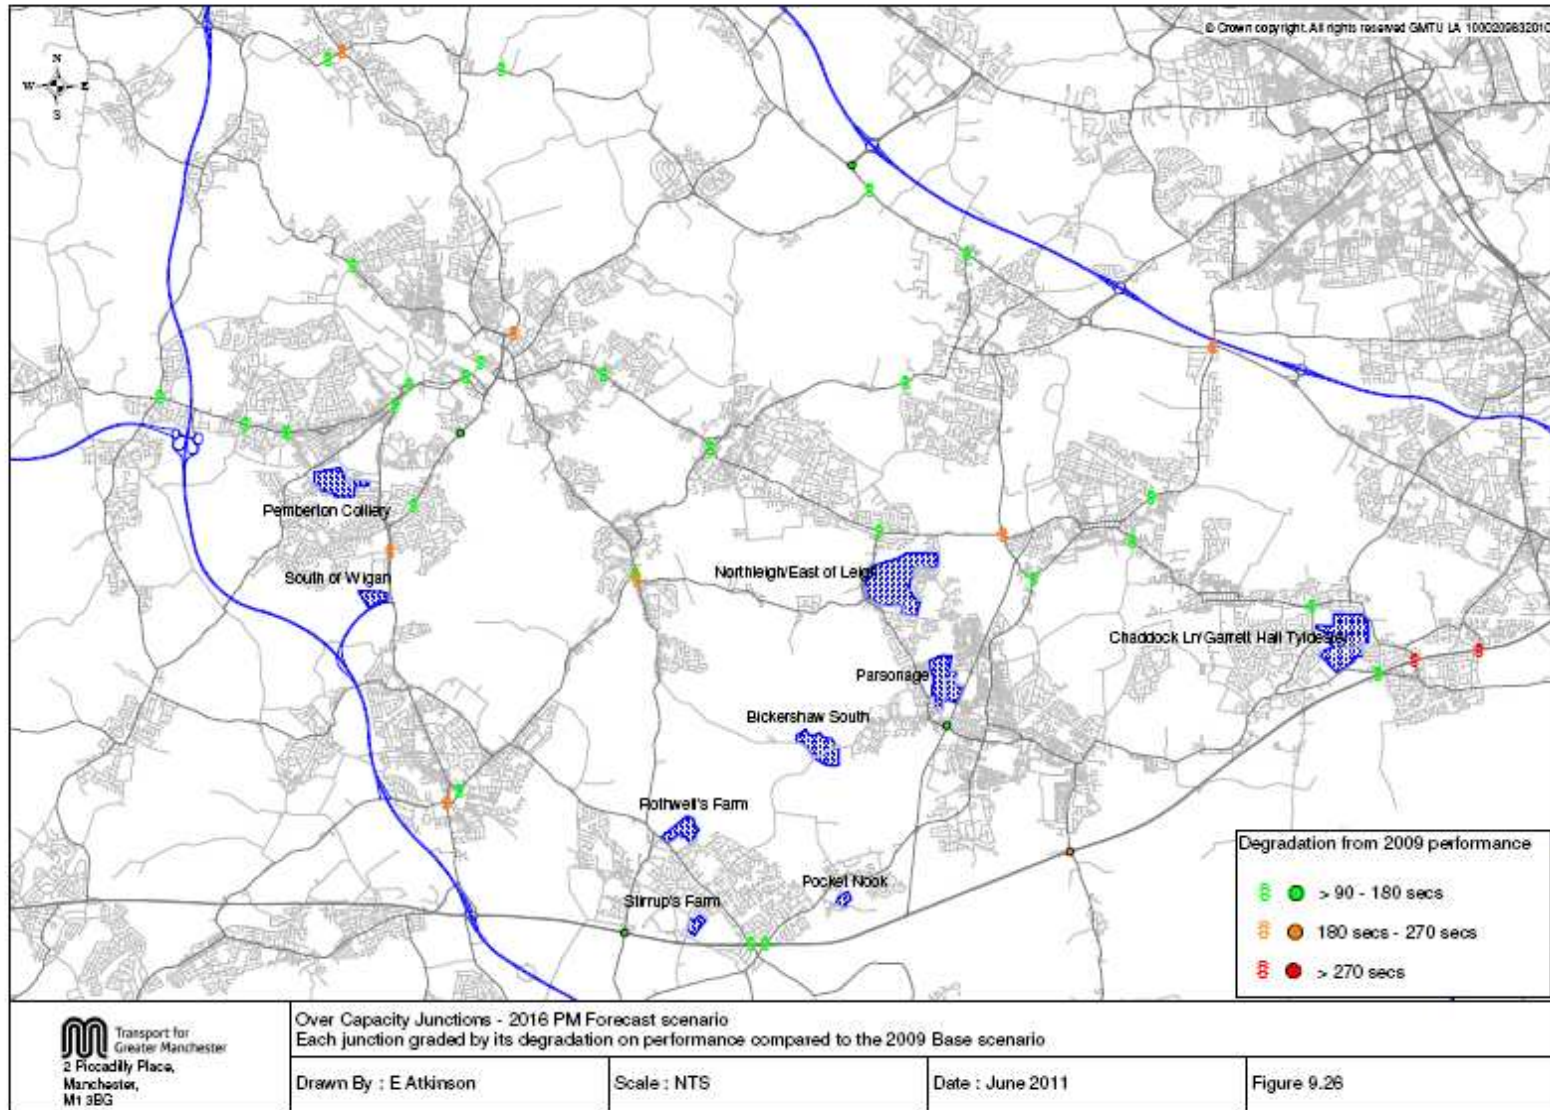 © Crown copyright. All rights reserved GMTU LA 1000209832010
N
W E
S
Pemberton Colliery
South of Wigan
Northleigh/East of Leigh
Chaddock Ln/Garrett Hall Tyldesley
Parsonage
Bickershaw South
Rothwell's Farm
Pocket Nook
Stirrup's Farm
Degradation from 2009 performance
> 90 - 180 secs
180 secs - 270 secs
> 270 secs
Transport for
Greater Manchester
2 Piccadilly Place,
Manchester,
M1 3BG
Over Capacity Junctions - 2016 PM Forecast scenario
Each junction graded by its degradation on performance compared to the 2009 Base scenario
Drawn By : E Atkinson
Scale : NTS
Date : June 2011
Figure 9.26